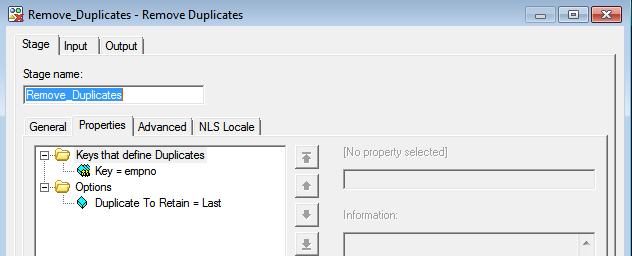 Remove_Duplicates - Remove Duplicates
Stage Input Output
Stage name:
Remove_Duplicates
General Properties Advanced NLS Locale
Keys that define Duplicates
Key = empno
Options
Duplicate To Retain = Last
[No property selected]
Information: